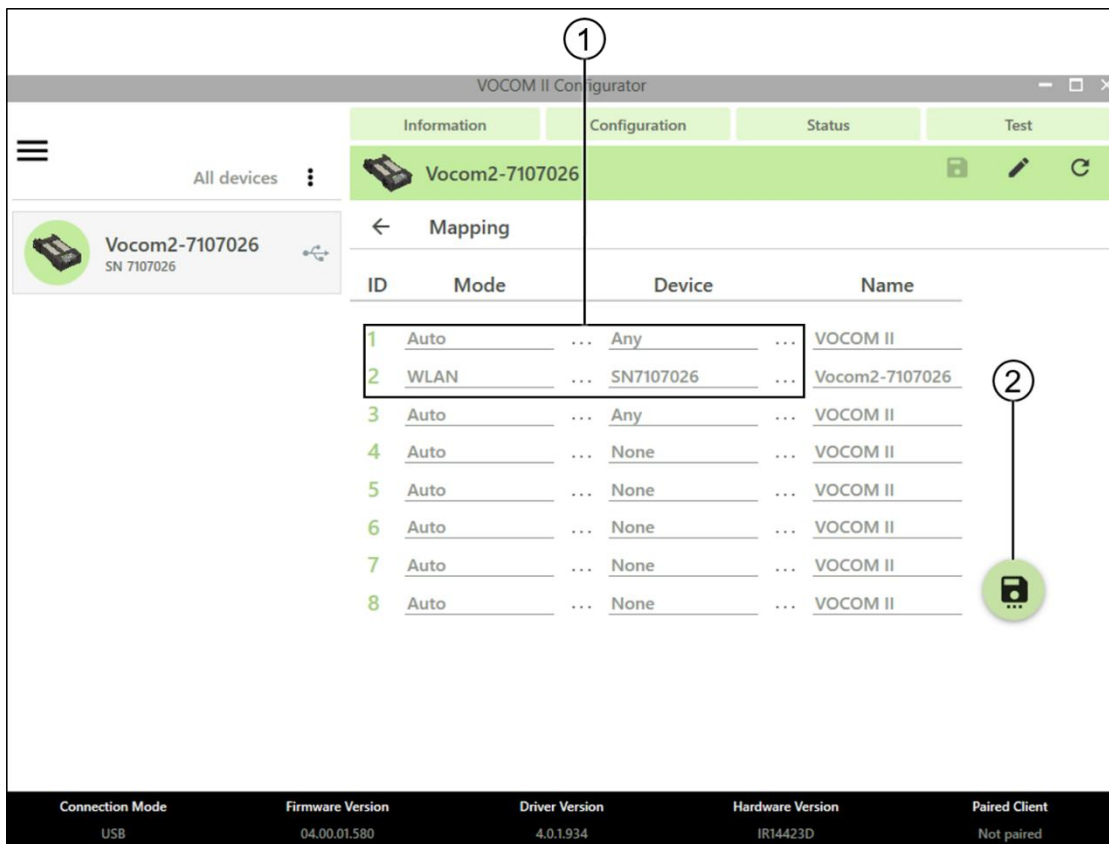 1
VOCOM II Configurator
Information Configuration Status Test
All devices
Vocom2-7107026
Vocom2-7107026
SN 7107026
Mapping
ID Mode Device Name
1 Auto ... Any ... VOCOM II
2 WLAN ... SN7107026 ... Vocom2-7107026
2
3 Auto ... Any ... VOCOM II
4 Auto ... None ... VOCOM II
5 Auto ... None ... VOCOM II
6 Auto ... None ... VOCOM II
7 Auto ... None ... VOCOM II
8 Auto ... None ... VOCOM II
Connection Mode Firmware Version Driver Version Hardware Version Paired Client
USB 04.00.01.580 4.0.1.934 IR14423D Not paired